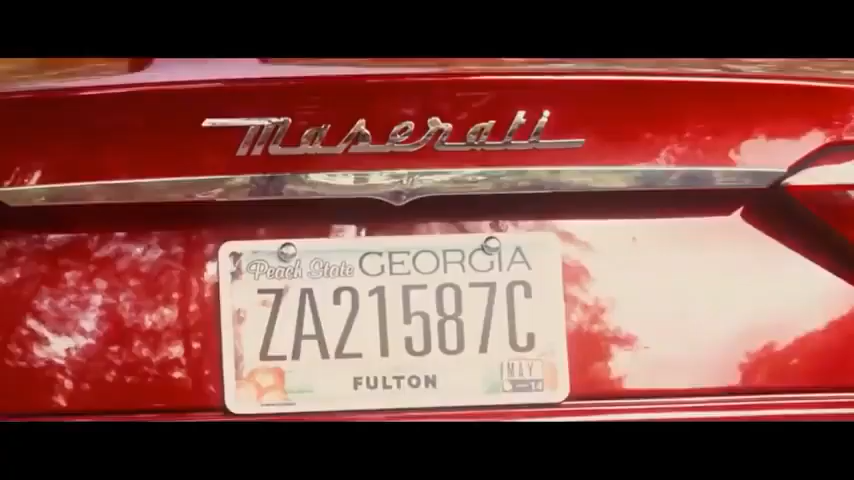 Maserati
Peach State GEORGIA
ZA21587C
MAY
FULTON